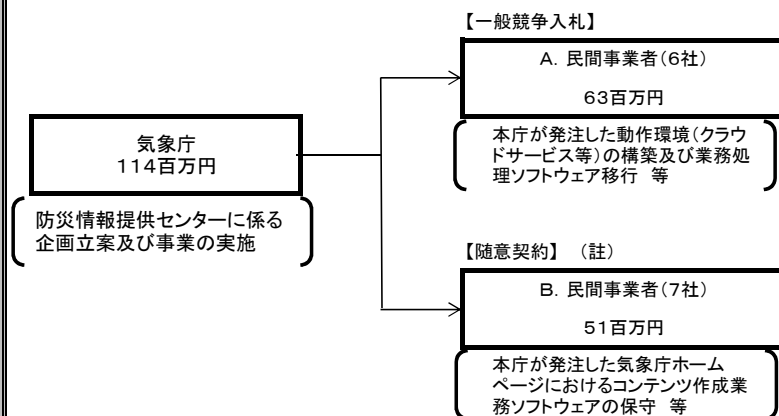 【一般競争入札】
A. 民間事業者(6社)
63百万円
本庁が発注した動作環境(クラウ
ドサービス等)の構築及び業務処
理ソフトウェア移行 等
気象庁
114百万円
防災情報提供センターに係る
企画立案及び事業の実施
【随意契約】 (註)
B. 民間事業者(7社)
51百万円
本庁が発注した気象庁ホーム
ページにおけるコンテンツ作成業
務ソフトウェアの保守 等